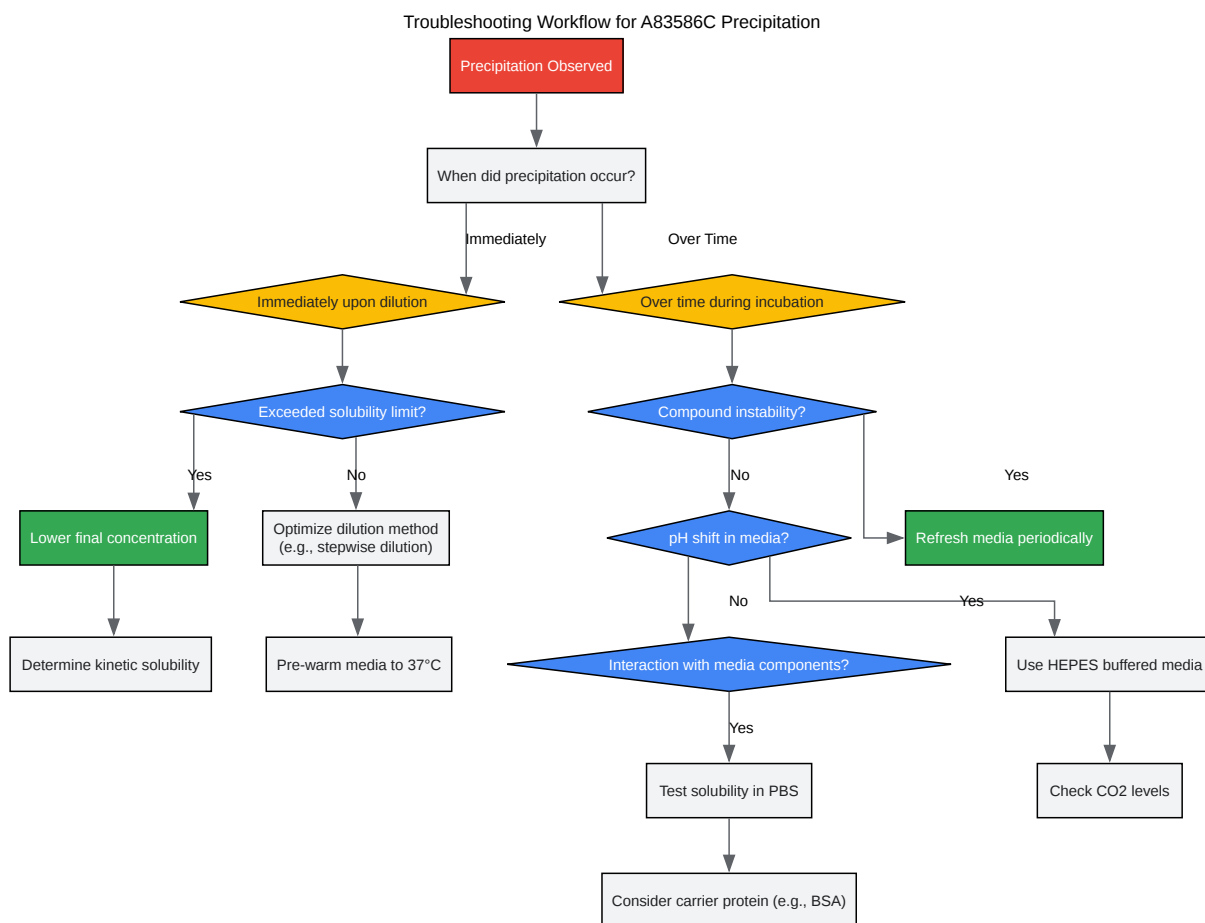 Troubleshooting Workflow for A83586C Precipitation
Precipitation Observed
When did precipitation occur?
Immediately
Over Time
Immediately upon dilution
Over time during incubation
Exceeded solubility limit?
Compound instability?
Yes
No
No
Yes
Lower final concentration
Optimize dilution method
(e.g., stepwise dilution)
pH shift in media?
Refresh media periodically
No
Yes
Determine kinetic solubility
Pre-warm media to 37°C
Interaction with media components?
Use HEPES buffered media
Yes
Test solubility in PBS
Check CO2 levels
Consider carrier protein (e.g., BSA)